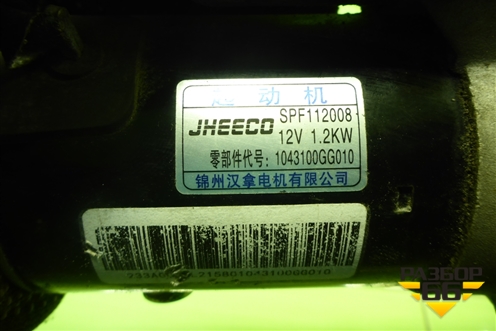 起动机
JHEECO SPF112008
12V 1.2KW
零部件代号: 1043100GG010
锦州汉拿电机有限公司
РАЗБОР
66